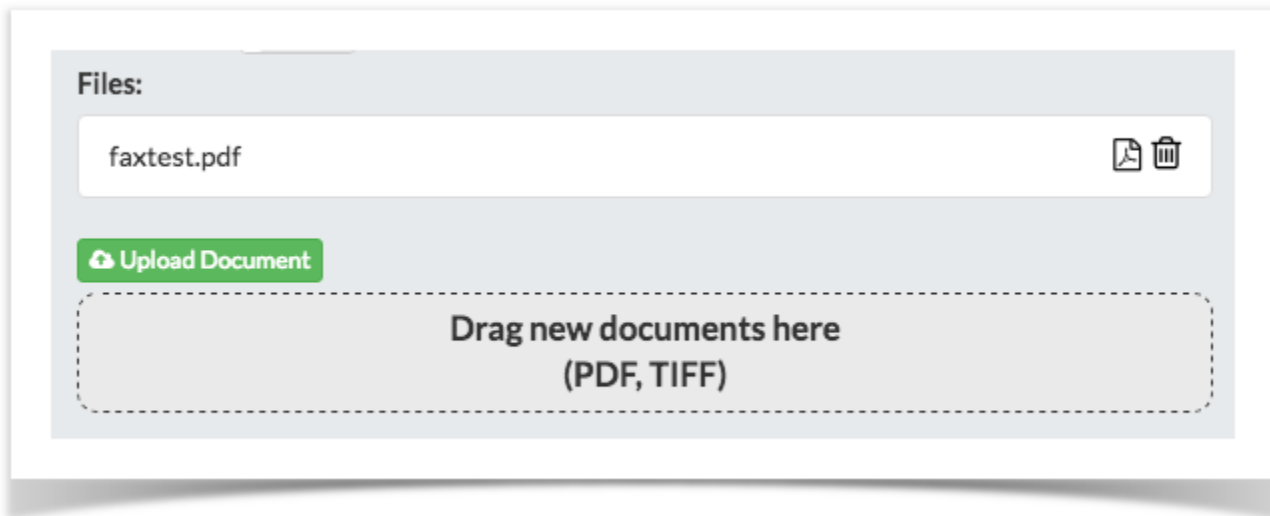 Files:
faxtest.pdf
Upload Document
Drag new documents here
(PDF, TIFF)